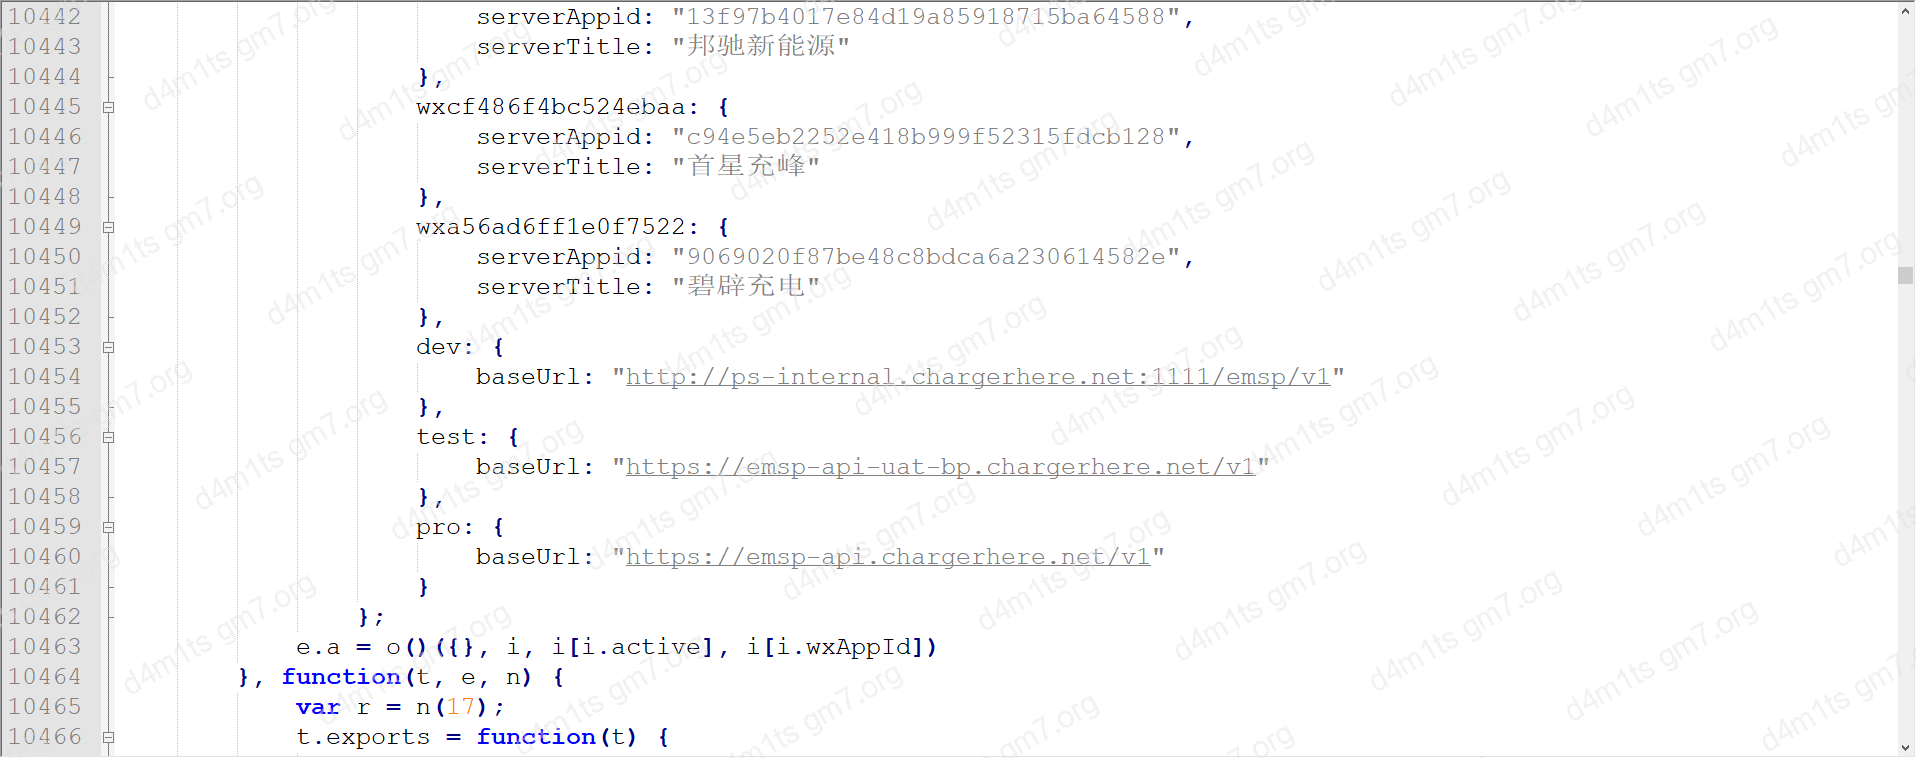 10442 serverAppid: "13f97b4017e84d19a85918715ba64588",
10443 serverTitle: "邦驰新能源"
10444 },
10445 wxcf486f4bc524ebaa: {
10446 serverAppid: "c94e5eb2252e418b999f52315fdcb128",
10447 serverTitle: "首星充峰"
10448 },
10449 wxa56ad6ff1e0f7522: {
10450 serverAppid: "9069020f87be48c8bdca6a230614582e",
10451 serverTitle: "碧辟充电"
10452 },
10453 dev: {
10454 baseUrl: "http://ps-internal.chargerhere.net:1111/emsp/v1"
10455 },
10456 test: {
10457 baseUrl: "https://emsp-api-uat-bp.chargerhere.net/v1"
10458 },
10459 pro: {
10460 baseUrl: "https://emsp-api.chargerhere.net/v1"
10461 }
10462 };
10463 e.a = o()({}, i, i[i.active], i[i.wxAppId])
10464 }, function(t, e, n) {
10465 var r = n(17);
10466 t.exports = function(t) {
d4m1ts gm7.org